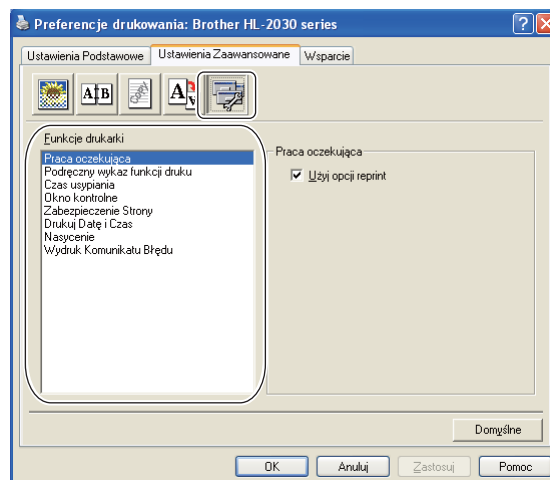 Preferencje drukowania: Brother HL-2030 series
Ustawienia Podstawowe Ustawienia Zaawansowane Wsparcie
A B A
Funkcje drukarki
Praca oczekująca
Podręczny wykaz funkcji druku
Czas usypiania
Okno kontrolne
Zabezpieczenie Strony
Drukuj Datę i Czas
Nasycenie
Wydruk Komunikatu Błędu
Praca oczekująca
Użyj opcji reprint
Domyślne
OK Anuluj Zastosuj Pomoc